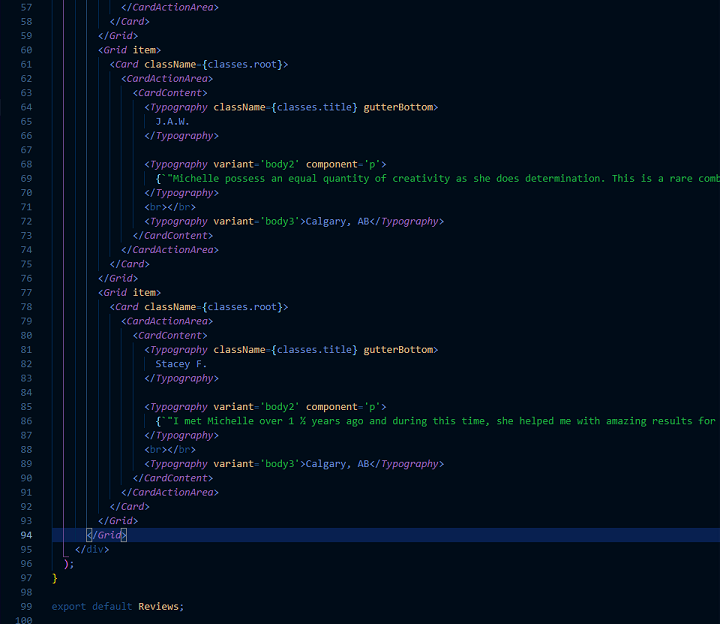 57 </CardActionArea>
58 </Card>
59 </Grid>
60 <Grid item>
61 <Card className={classes.root}>
62 <CardActionArea>
63 <CardContent>
64 <Typography className={classes.title} gutterBottom>
65 J.A.W.
66 </Typography>
67
68 <Typography variant='body2' component='p'>
69 {`"Michelle possess an equal quantity of creativity as she does determination. This is a rare comb
70 </Typography>
71 <br></br>
72 <Typography variant='body3'>Calgary, AB</Typography>
73 </CardContent>
74 </CardActionArea>
75 </Card>
76 </Grid>
77 <Grid item>
78 <Card className={classes.root}>
79 <CardActionArea>
80 <CardContent>
81 <Typography className={classes.title} gutterBottom>
82 Stacey F.
83 </Typography>
84
85 <Typography variant='body2' component='p'>
86 {`"I met Michelle over 1 ½ years ago and during this time, she helped me with amazing results for
87 </Typography>
88 <br></br>
89 <Typography variant='body3'>Calgary, AB</Typography>
90 </CardContent>
91 </CardActionArea>
92 </Card>
93 </Grid>
94 </Grid>
95 </div>
96 );
97 }
98
99 export default Reviews;
100